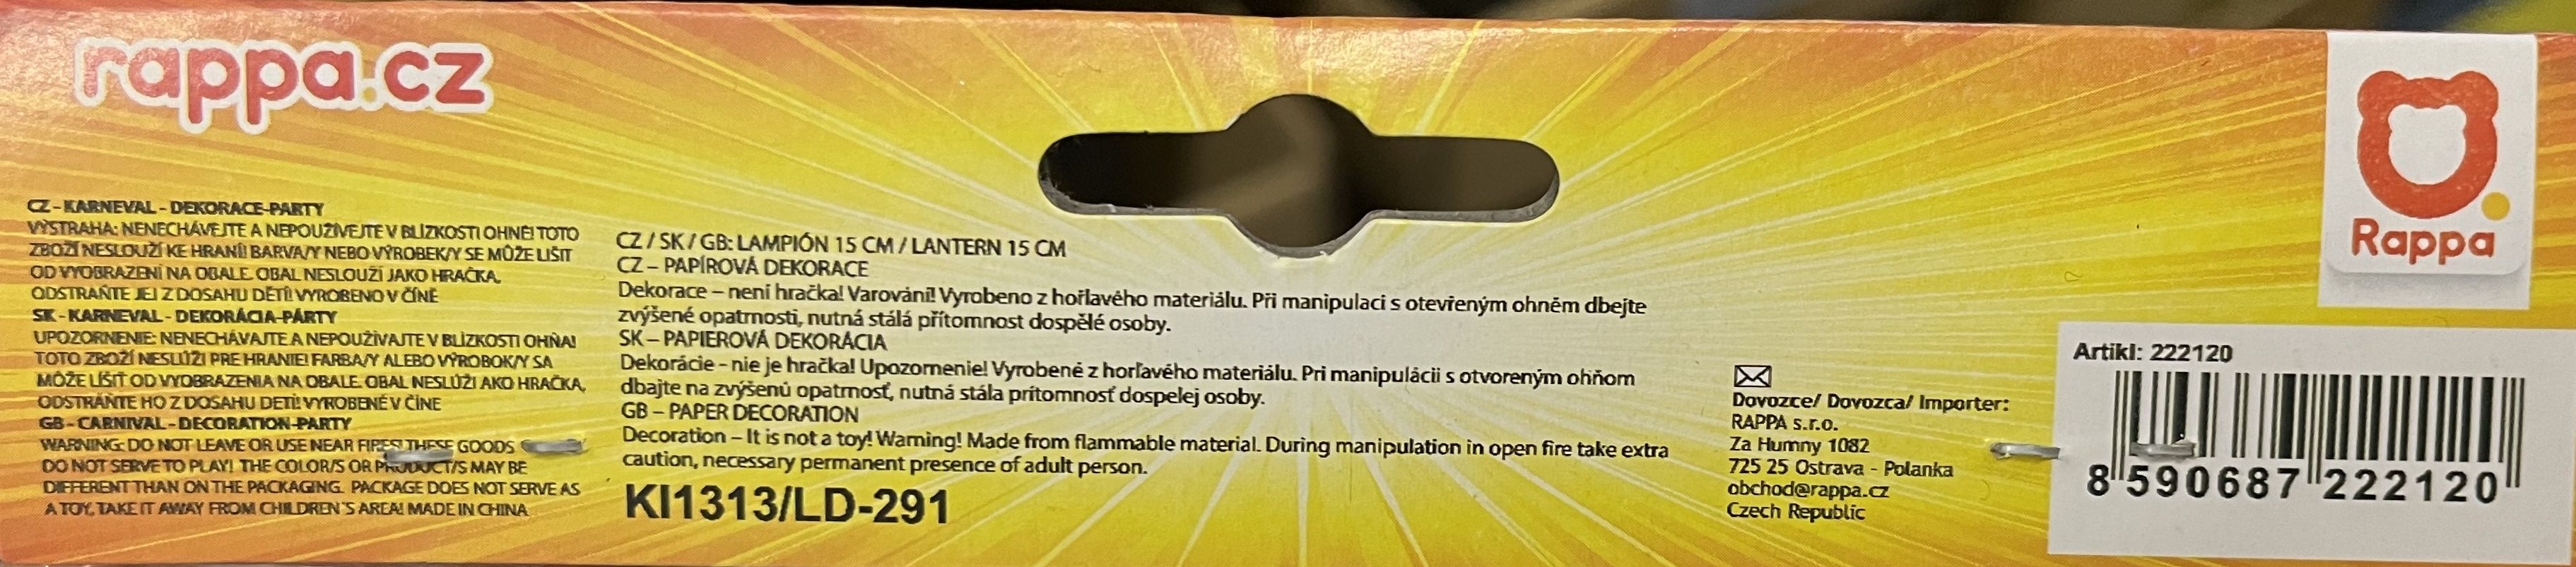 rappa.cz
CZ - KARNEVAL - DEKORACE-PARTY
VÝSTRAHA: NENECHÁVEJTE A NEPOUŽÍVEJTE V BLÍZKOSTI OHNĚ! TOTO
ZBOŽÍ NESLOUŽÍ KE HRANÍ! BARVA/Y NEBO VÝROBEK/Y SE MŮŽE LIŠIT
OD VYOBRAZENÍ NA OBALE. OBAL NESLOUŽÍ JAKO HRAČKA,
ODSTRAŇTE JEJ Z DOSAHU DĚTÍ! VYROBENO V ČÍNĚ
SK - KARNEVAL - DEKORÁCIA-PÁRTY
UPOZORNENIE: NENECHÁVAJTE A NEPOUŽÍVAJTE V BLÍZKOSTI OHŇA!
TOTO ZBOŽÍ NESLÚŽI PRE HRANIE! FARBA/Y ALEBO VÝROBOK/Y SA
MÔŽE LÍŠIŤ OD VYOBRAZENIA NA OBALE. OBAL NESLÚŽI AKO HRAČKA,
ODSTRÁŇTE HO Z DOSAHU DETÍ! VYROBENÉ V ČÍNE
GB - CARNIVAL - DECORATION-PARTY
WARNING: DO NOT LEAVE OR USE NEAR FIRES! THESE GOODS
DO NOT SERVE TO PLAY! THE COLOR/S OR PRODUCT/S MAY BE
DIFFERENT THAN ON THE PACKAGING. PACKAGE DOES NOT SERVE AS
A TOY, TAKE IT AWAY FROM CHILDREN´S AREA! MADE IN CHINA
CZ / SK / GB: LAMPIÓN 15 CM / LANTERN 15 CM
CZ – PAPÍROVÁ DEKORACE
Dekorace – není hračka! Varování! Vyrobeno z hořlavého materiálu. Při manipulaci s otevřeným ohněm dbejte
zvýšené opatrnosti, nutná stálá přítomnost dospělé osoby.
SK – PAPIEROVÁ DEKORÁCIA
Dekorácie - nie je hračka! Upozornenie! Vyrobené z horľavého materiálu. Pri manipulácii s otvoreným ohňom
dbajte na zvýšenú opatrnosť, nutná stála prítomnosť dospelej osoby.
GB – PAPER DECORATION
Decoration – It is not a toy! Warning! Made from flammable material. During manipulation in open fire take extra
caution, necessary permanent presence of adult person.
KI1313/LD-291
Dovozce/ Dovozca/ Importer:
RAPPA s.r.o.
Za Humny 1082
725 25 Ostrava - Polanka
obchod@rappa.cz
Czech Republic
Rappa
Artikl: 222120
8 590687 222120